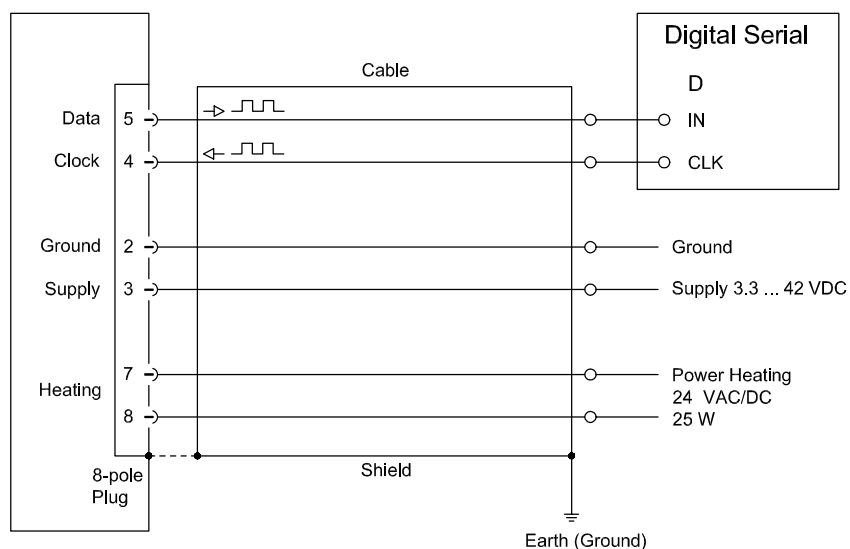 Digital Serial
Cable
D
Data 5 IN
Clock 4 CLK
Ground 2 Ground
Supply 3 Supply 3.3 ... 42 VDC
7 Power Heating
Heating
24 VAC/DC
8 25 W
8-pole
Plug
Shield
Earth (Ground)